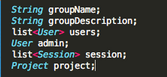 String groupName;
String groupDescription;
list<User> users;
User admin;
list<Session> session;
Project project;